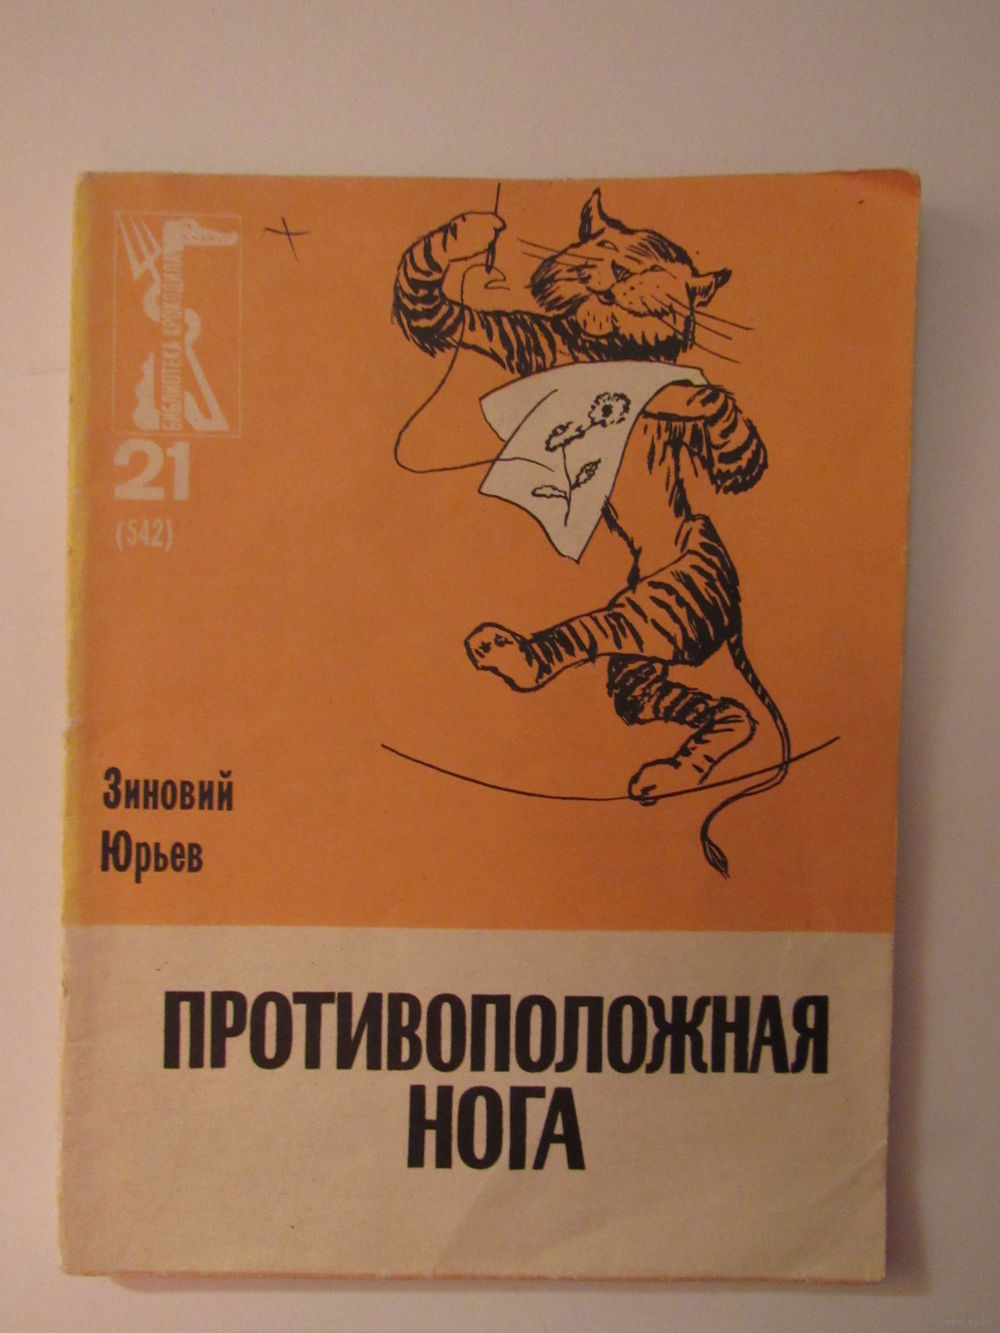 БИБЛИОТЕКА КРОКОДИЛА
21
(542)
Зиновий
Юрьев
ПРОТИВОПОЛОЖНАЯ
НОГА